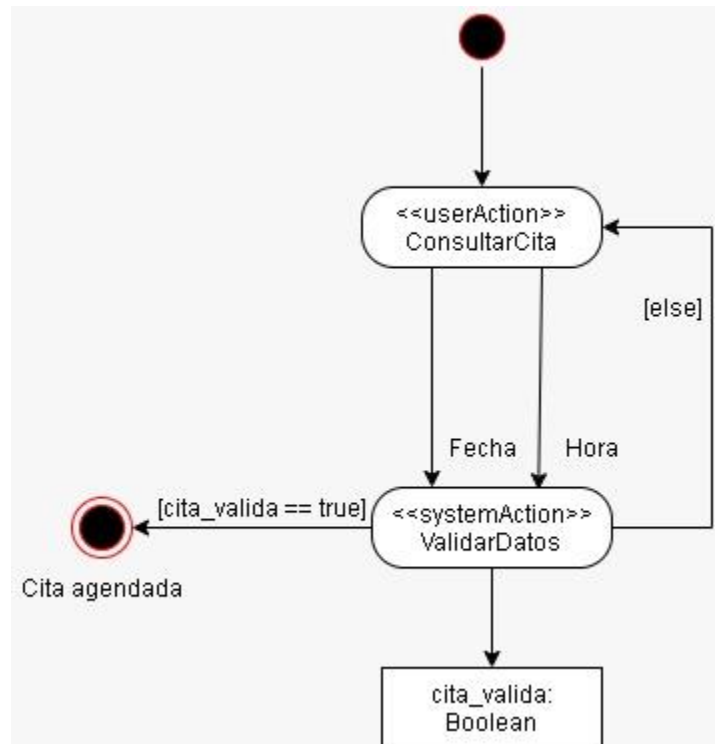 <<userAction>>
ConsultarCita
[else]
Fecha
Hora
[cita_valida == true]
<<systemAction>>
ValidarDatos
Cita agendada
cita_valida:
Boolean